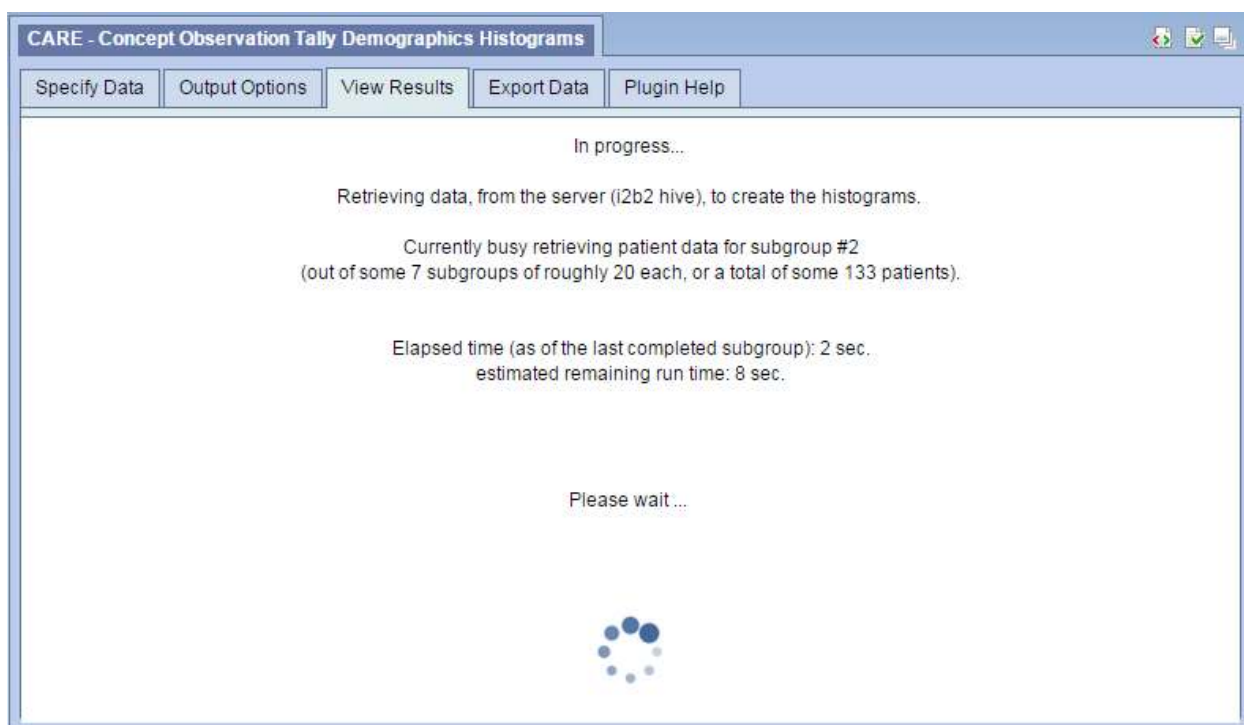 CARE - Concept Observation Tally Demographics Histograms
Specify Data
Output Options
View Results
Export Data
Plugin Help
In progress...
Retrieving data, from the server (i2b2 hive), to create the histograms.
Currently busy retrieving patient data for subgroup #2
(out of some 7 subgroups of roughly 20 each, or a total of some 133 patients).
Elapsed time (as of the last completed subgroup): 2 sec.
estimated remaining run time: 8 sec.
Please wait ...